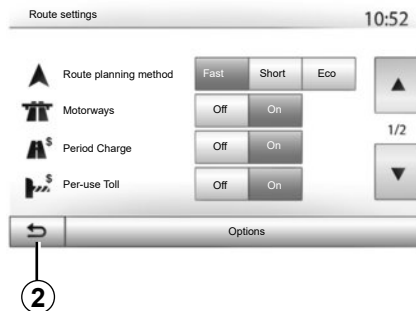 Route settings 10:52
Route planning method Fast Short Eco
Motorways Off On
1/2
Period Charge Off On
Per-use Toll Off On
Options
2